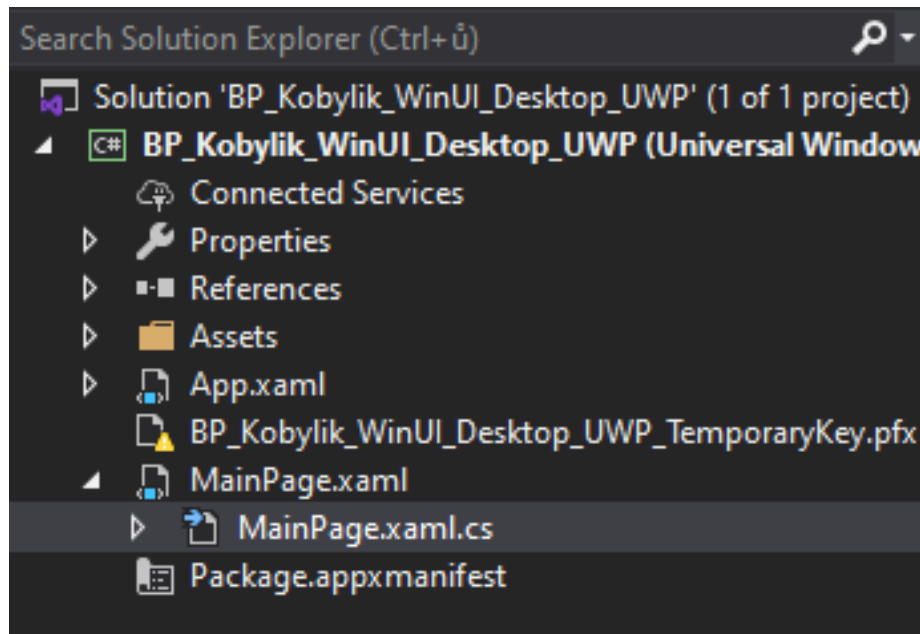 Search Solution Explorer (Ctrl+ů)
Solution 'BP_Kobylik_WinUI_Desktop_UWP' (1 of 1 project)
C# BP_Kobylik_WinUI_Desktop_UWP (Universal Window
Connected Services
Properties
References
Assets
App.xaml
BP_Kobylik_WinUI_Desktop_UWP_TemporaryKey.pfx
MainPage.xaml
MainPage.xaml.cs
Package.appxmanifest